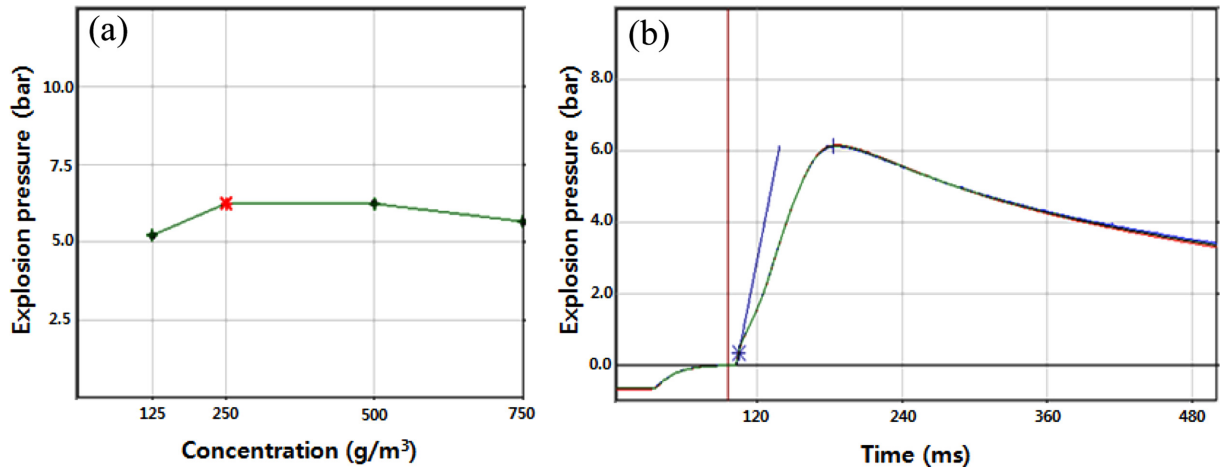 (a)
Explosion pressure (bar)
10.0
7.5
5.0
2.5
125 250 500 750
Concentration (g/m³)
(b)
Explosion pressure (bar)
8.0
6.0
4.0
2.0
0.0
120 240 360 480
Time (ms)